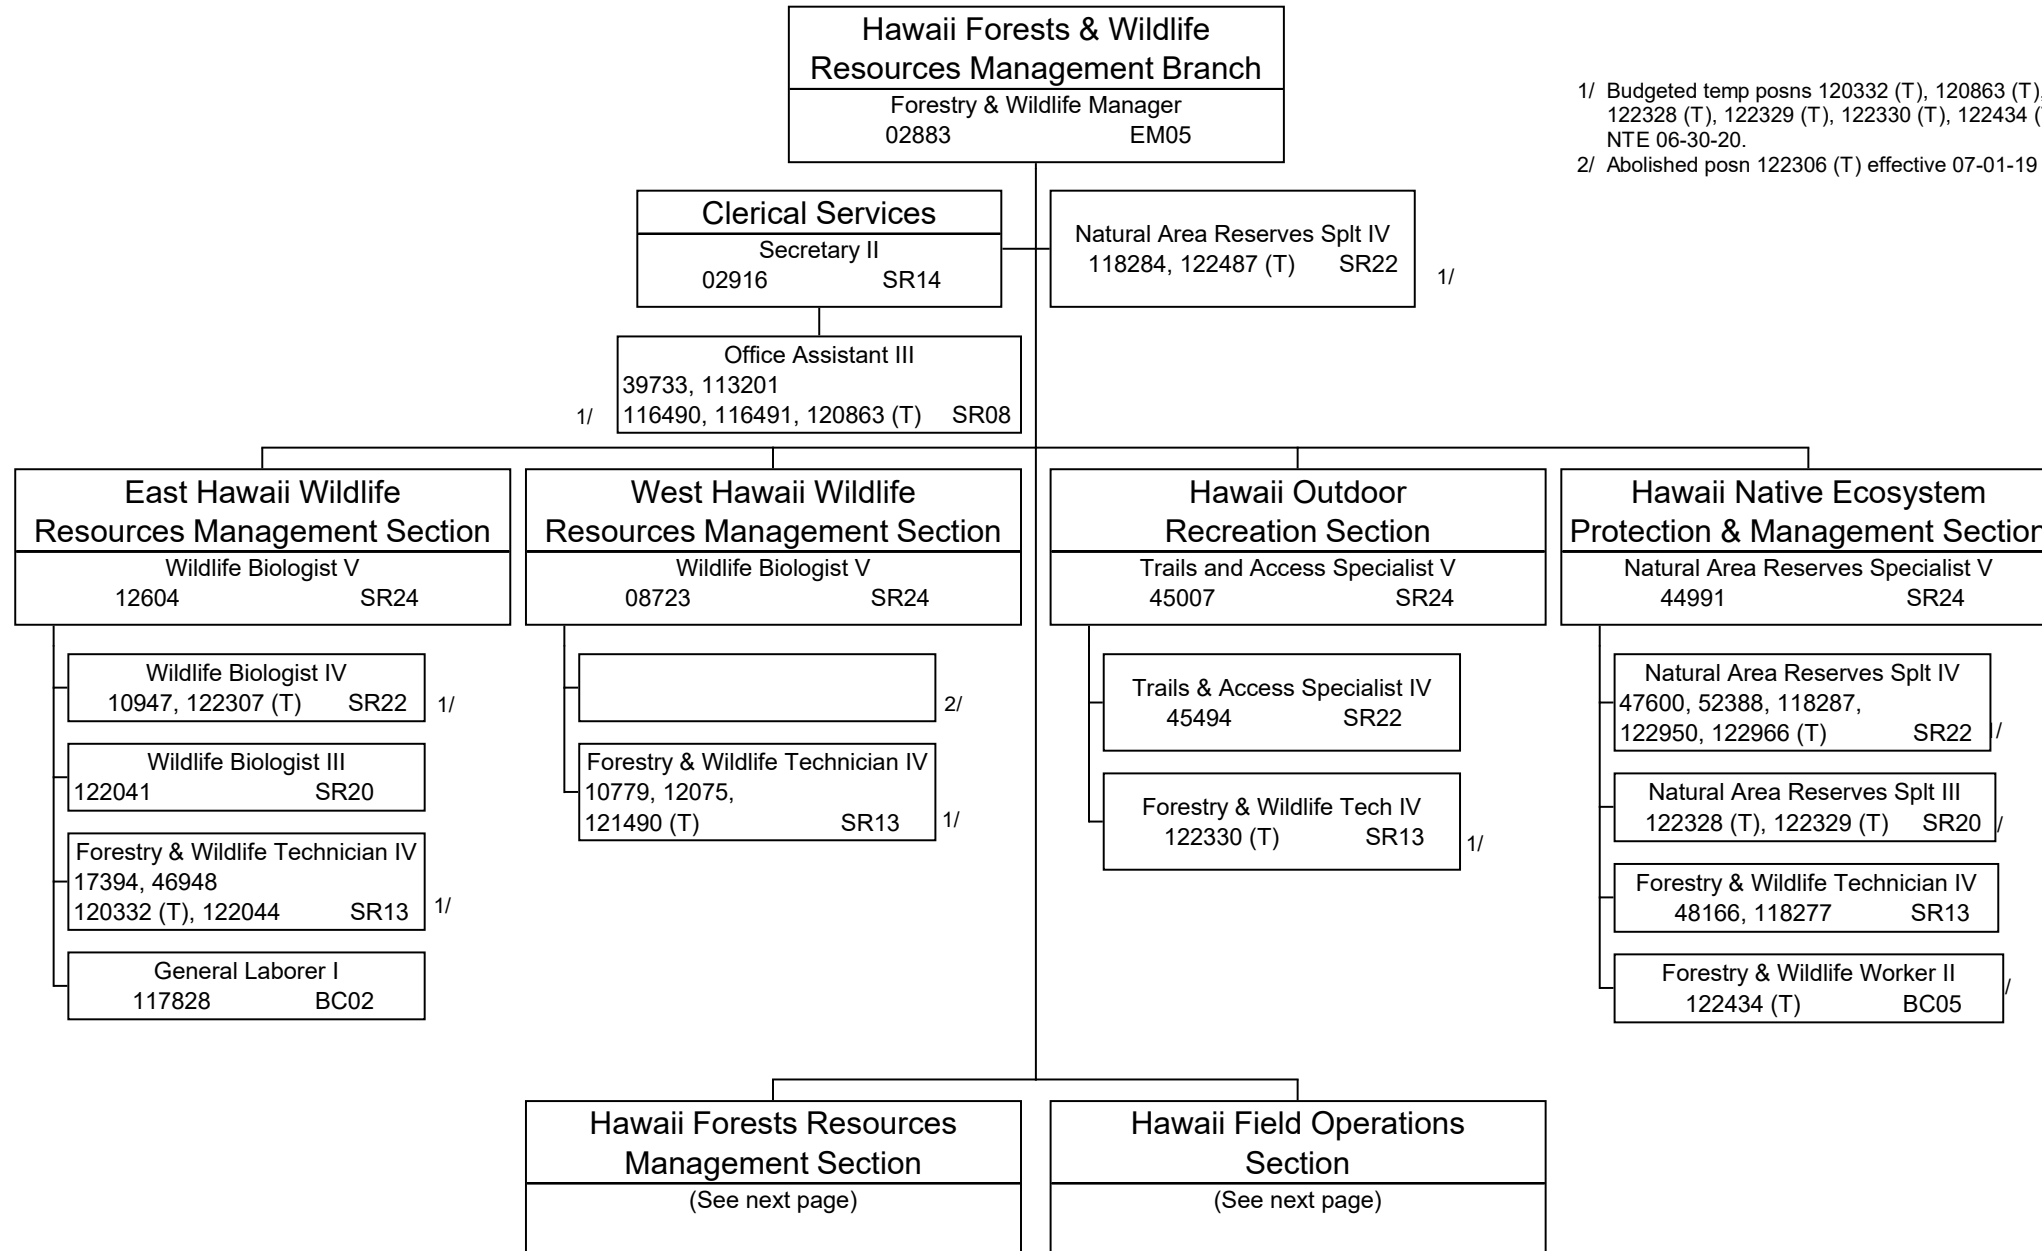 Hawaii Forests & Wildlife
Resources Management Branch
Forestry & Wildlife Manager
02883 EM05
1/ Budgeted temp posns 120332 (T), 120863 (T),
122328 (T), 122329 (T), 122330 (T), 122434 (
NTE 06-30-20.
2/ Abolished posn 122306 (T) effective 07-01-19
Clerical Services
Secretary II
02916 SR14
Natural Area Reserves Splt IV
118284, 122487 (T) SR22
1/
Office Assistant III
39733, 113201
116490, 116491, 120863 (T) SR08
1/
East Hawaii Wildlife
Resources Management Section
Wildlife Biologist V
12604 SR24
Wildlife Biologist IV
10947, 122307 (T) SR22
1/
Wildlife Biologist III
122041 SR20
Forestry & Wildlife Technician IV
17394, 46948
120332 (T), 122044 SR13
1/
General Laborer I
117828 BC02
West Hawaii Wildlife
Resources Management Section
Wildlife Biologist V
08723 SR24
2/
Forestry & Wildlife Technician IV
10779, 12075,
121490 (T) SR13
1/
Hawaii Outdoor
Recreation Section
Trails and Access Specialist V
45007 SR24
Trails & Access Specialist IV
45494 SR22
Forestry & Wildlife Tech IV
122330 (T) SR13
1/
Hawaii Native Ecosystem
Protection & Management Section
Natural Area Reserves Specialist V
44991 SR24
Natural Area Reserves Splt IV
47600, 52388, 118287,
122950, 122966 (T) SR22
1/
Natural Area Reserves Splt III
122328 (T), 122329 (T) SR20
/
Forestry & Wildlife Technician IV
48166, 118277 SR13
Forestry & Wildlife Worker II
122434 (T) BC05
/
Hawaii Forests Resources
Management Section
(See next page)
Hawaii Field Operations
Section
(See next page)